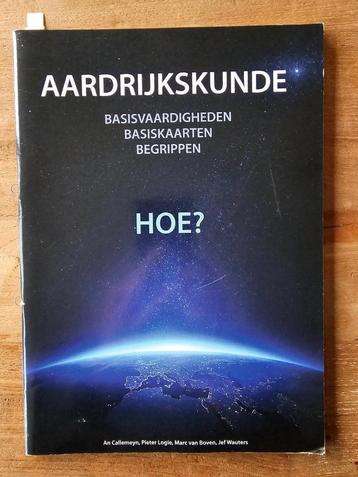 AARDRIJKSKUNDE
BASISVAARDIGHEDEN
BASISKAARTEN
BEGRIPPEN
HOE?
An Callemeyn, Pieter Logie, Marc van Boven, Jef Wauters